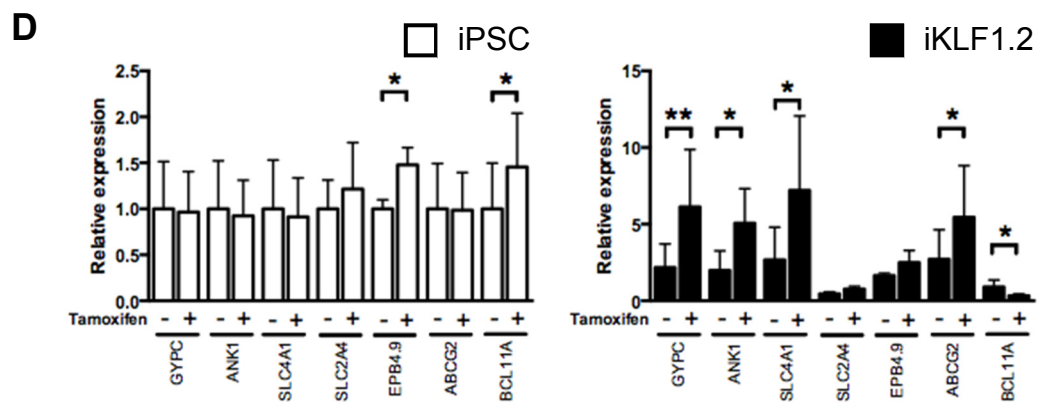 D
iPSC
iKLF1.2
Relative expression
2.5
2.0
1.5
1.0
0.5
0.0
* *
Tamoxifen - + - + - + - + - + - + - +
GYPC
ANK1
SLC4A1
SLC2A4
EPB4.9
ABCG2
BCL11A
Relative expression
15
10
5
0
** * * * *
Tamoxifen - + - + - + - + - + - + - +
GYPC
ANK1
SLC4A1
SLC2A4
EPB4.9
ABCG2
BCL11A